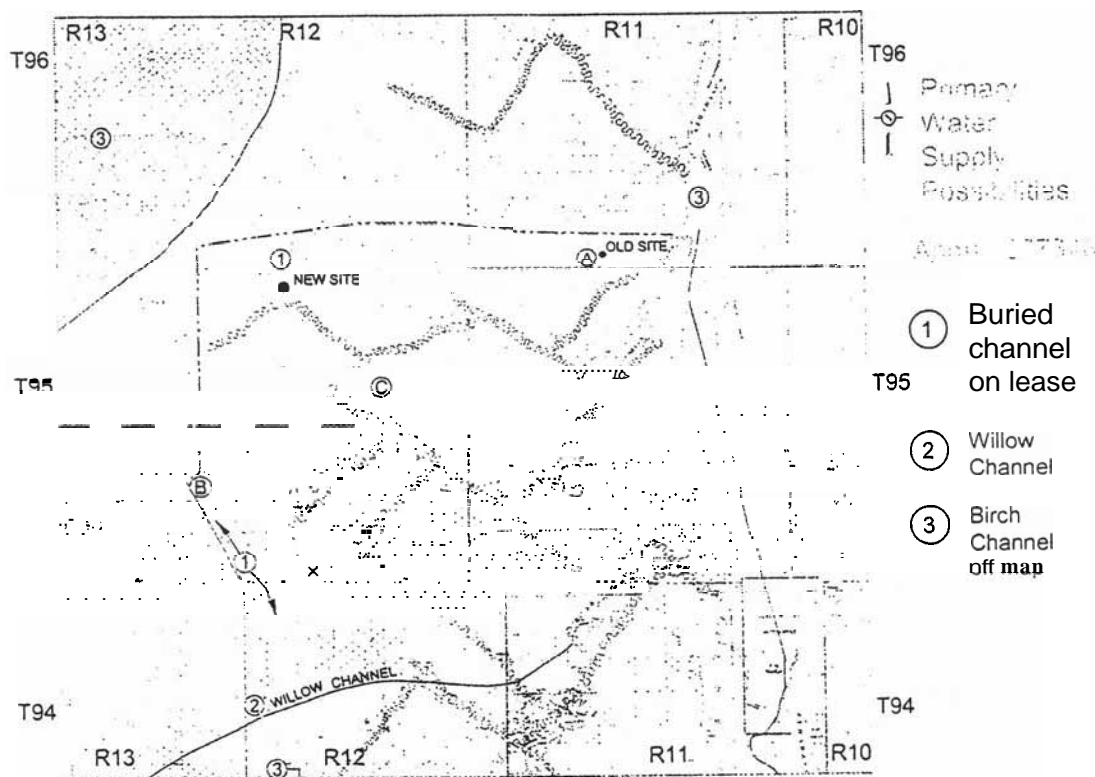 R13
R12
R11
R10
T96
T96
Primary
Water
Supply
Possibilities
3
3
1
NEW SITE
A
OLD SITE
1
Buried
channel
on lease
T95
C
T95
2
Willow
Channel
B
3
Birch
Channel
off map
1
x
2
WILLOW CHANNEL
T94
T94
R13
R12
R11
R10
3